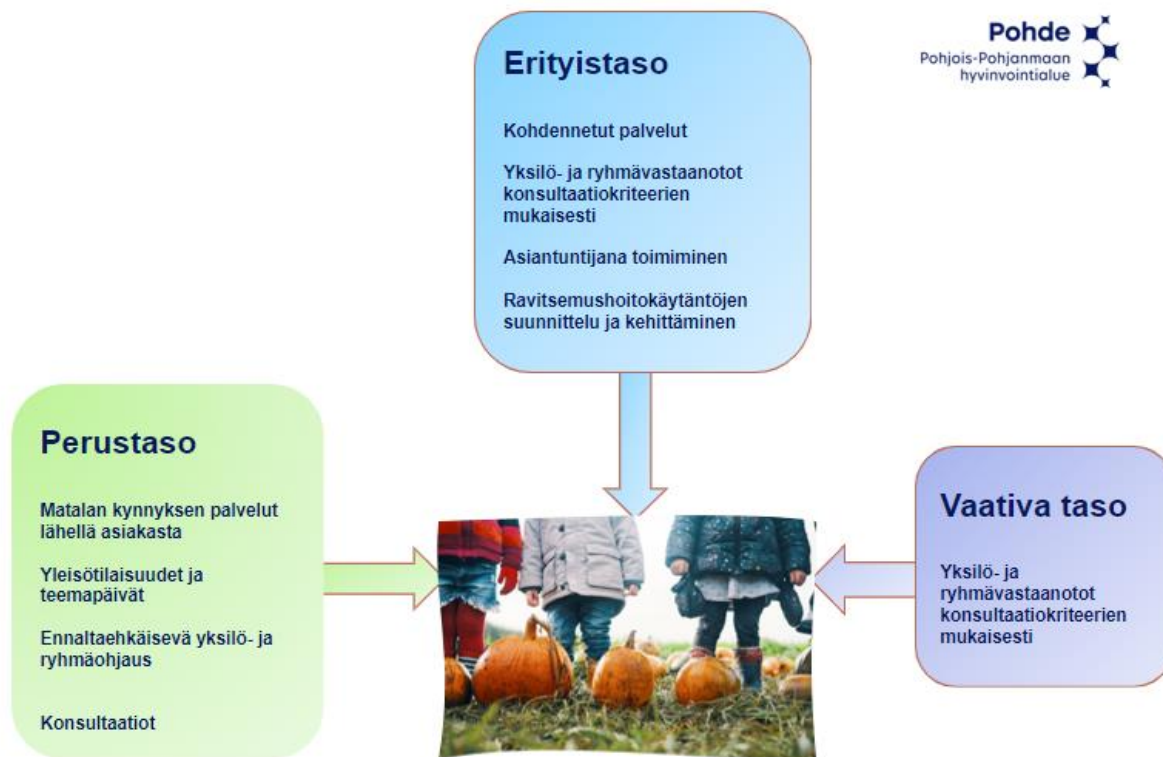 Erityistaso
Kohdennetut palvelut
Yksilö- ja ryhmävastaanotot
konsultaatiokriteerien
mukaisesti
Asiantuntijana toimiminen
Ravitsemushoitokäytäntöjen
suunnittelu ja kehittäminen
Pohde
Pohjois-Pohjanmaan
hyvinvointialue
Perustaso
Matalan kynnyksen palvelut
lähellä asiakasta
Yleisötilaisuudet ja
teemapäivät
Ennaltaehkäisevä yksilö- ja
ryhmäohjaus
Konsultaatiot
Vaativa taso
Yksilö- ja
ryhmävastaanotot
konsultaatiokriteerien
mukaisesti